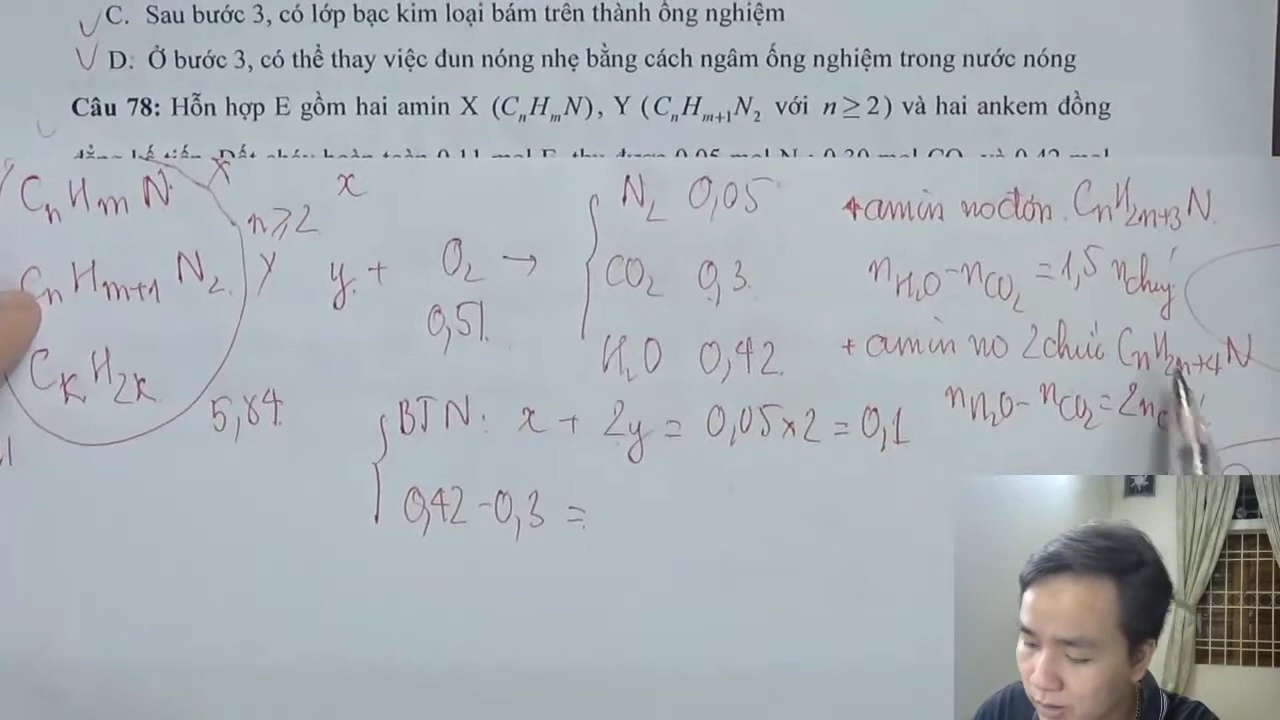 C. Sau bước 3, có lớp bạc kim loại bám trên thành ống nghiệm
D. Ở bước 3, có thể thay việc đun nóng nhẹ bằng cách ngâm ống nghiệm trong nước nóng
Câu 78: Hỗn hợp E gồm hai amin X (CnHmN), Y (CnHm+1N2 với n ≥ 2) và hai ankem đồng
CnHmN X x
n ≥ 2
CnHm+1N2 Y y + O2 →
0,51
CkH2k
5,84
N2 0,05
CO2 0,3
H2O 0,42
+ amin no đơn CnH2n+3N
nH2O - nCO2 = 1,5 ncháy
+ amin no 2 chức CnH2n+4N
nH2O - nCO2 = 2n
BTN: x + 2y = 0,05×2 = 0,1
0,42 - 0,3 =